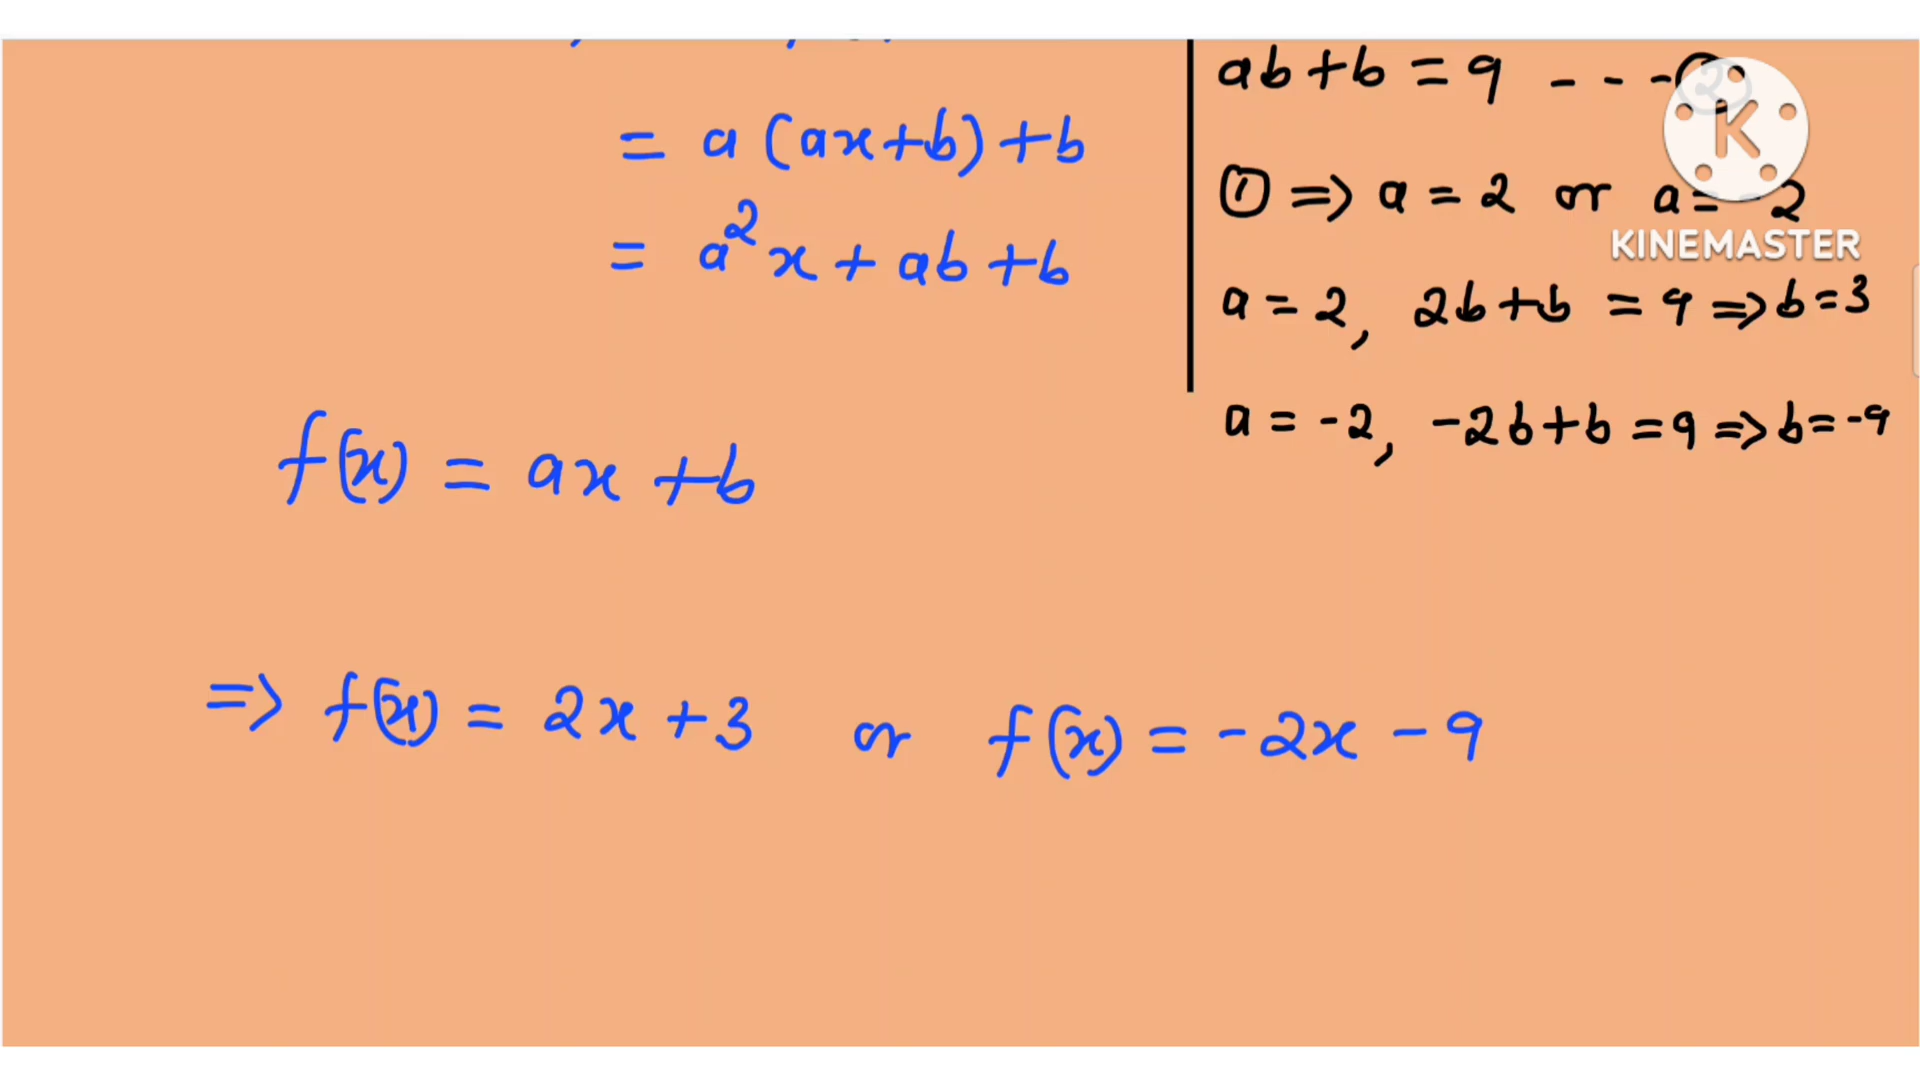 = a (ax+b) + b
= a²x + ab + b
f(x) = ax + b
⇒ f(x) = 2x + 3 or f(x) = -2x - 9
ab + b = 9 - - - ②
① ⇒ a = 2 or a = -2
a = 2, 2b+b = 9 ⇒ b = 3
a = -2, -2b+b = 9 ⇒ b = -9
K
KINEMASTER